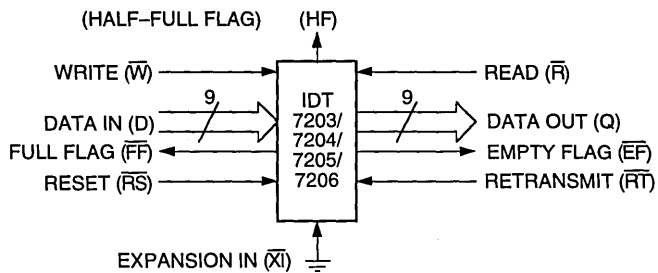 (HALF–FULL FLAG) (HF)
WRITE (W̅)
READ (R̅)
9
IDT
7203/
7204/
7205/
7206
9
DATA IN (D)
DATA OUT (Q)
FULL FLAG (F̅F̅)
EMPTY FLAG (E̅F̅)
RESET (R̅S̅)
RETRANSMIT (R̅T̅)
EXPANSION IN (X̅I̅)